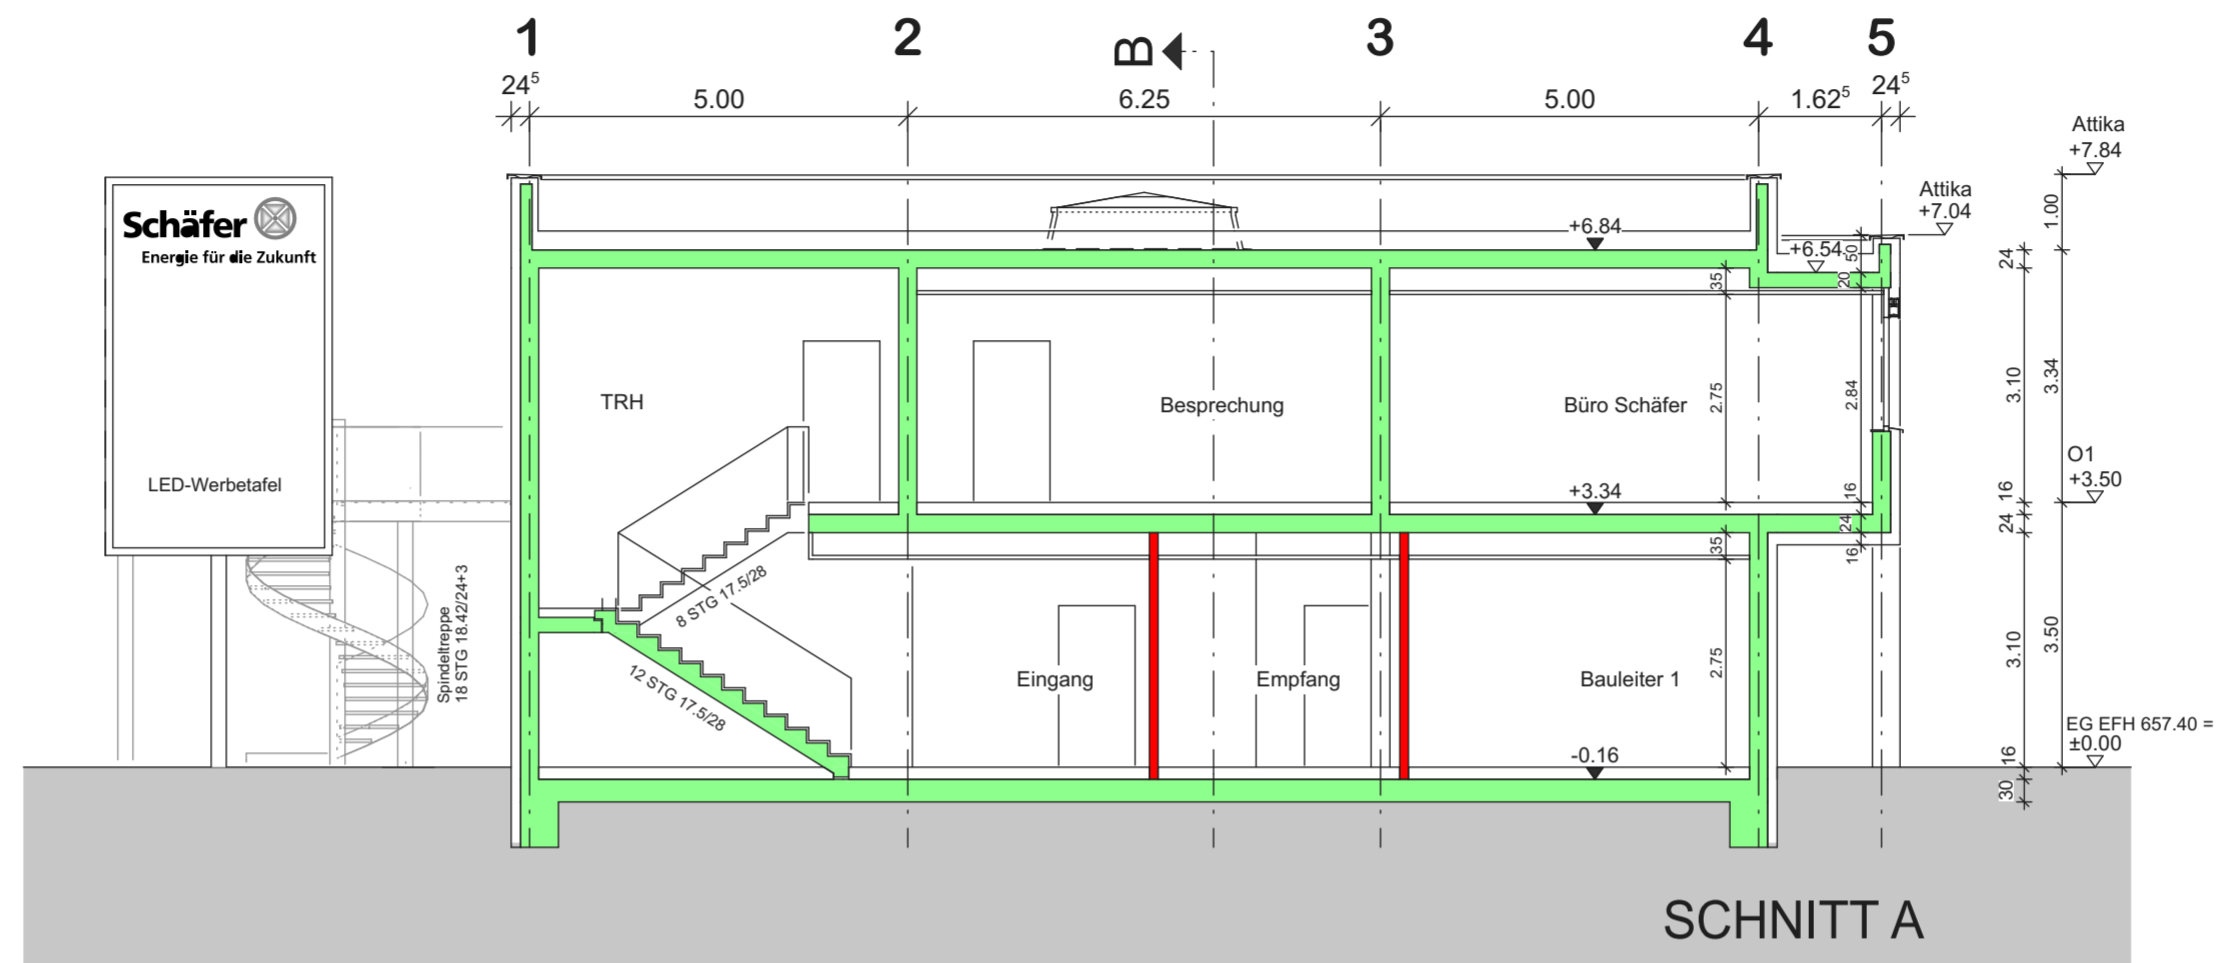 1
2
B
3
4
5
24⁵
5.00
6.25
5.00
1.62⁵
24⁵
Attika
+7.84
Attika
+7.04
1.00
+6.84
+6.54
50
20
24
35
Schäfer
Energie für die Zukunft
LED-Werbetafel
TRH
Besprechung
Büro Schäfer
2.75
2.84
3.10
3.34
O1
+3.50
16
16
+3.34
24
24
35
16
8 STG 17.5/28
12 STG 17.5/28
Spindeltreppe
18 STG 18.42/24+3
Eingang
Empfang
Bauleiter 1
2.75
3.10
3.50
EG EFH 657.40 =
±0.00
-0.16
16
30
SCHNITT A